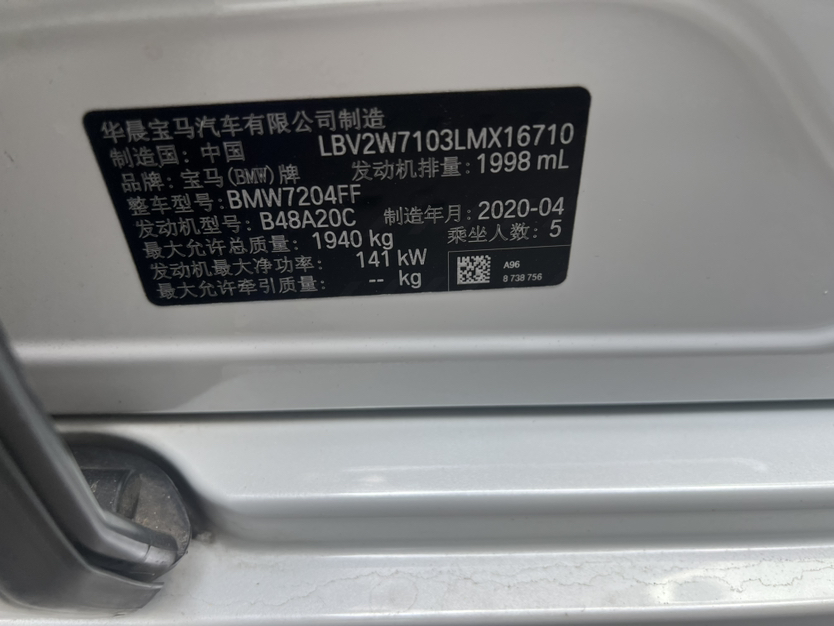 华晨宝马汽车有限公司制造
制造国：中国 LBV2W7103LMX16710
品牌：宝马(BMW)牌 发动机排量：1998 mL
整车型号：BMW7204FF
发动机型号：B48A20C 制造年月：2020-04
最大允许总质量：1940 kg 乘坐人数：5
发动机最大净功率：141 kW
最大允许牵引质量：-- kg
A96
8 738 756